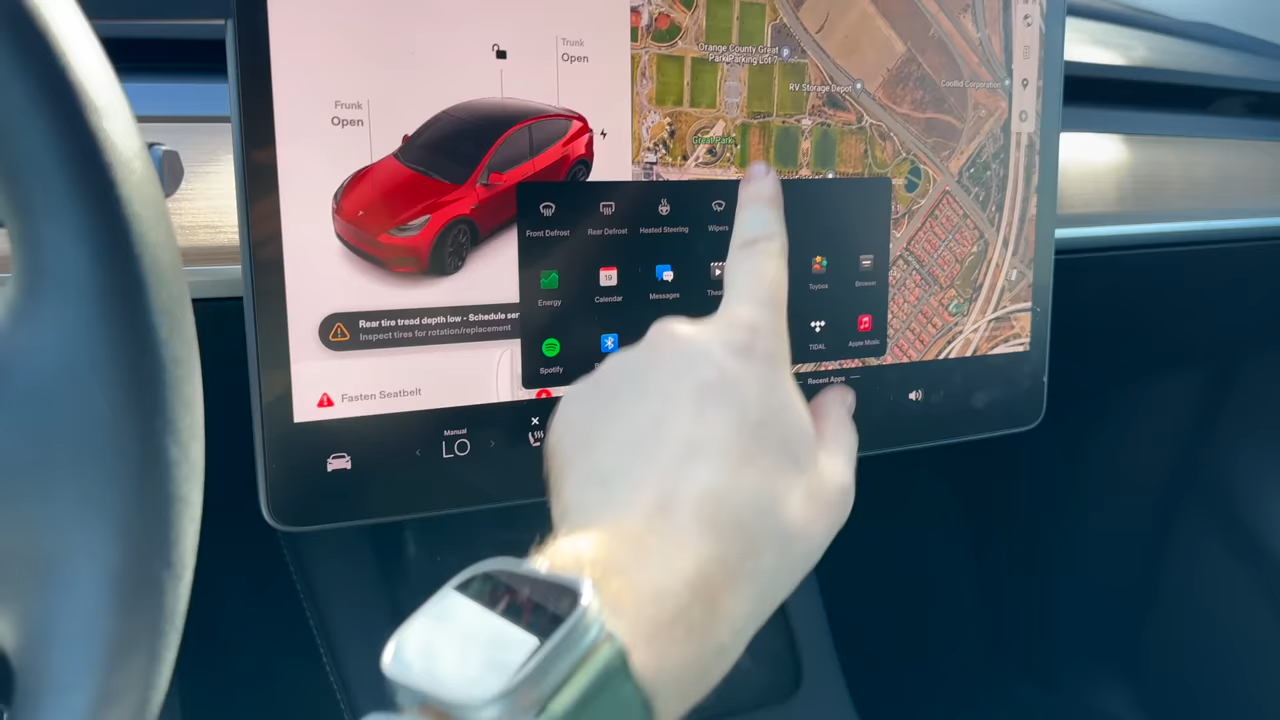 Trunk
Open
Frunk
Open
Orange County Great
Park Parking Lot 7
P
RV Storage Depot
Coolisd Corporation
Great Park
Front Defrost
Rear Defrost
Heated Steering
Wipers
Energy
19
Calendar
Messages
Toybox
Browser
Spotify
TIDAL
Apple Music
Rear tire tread depth low - Schedule
Inspect tires for rotation/replacement
Fasten Seatbelt
Recent Apps
Manual
LO